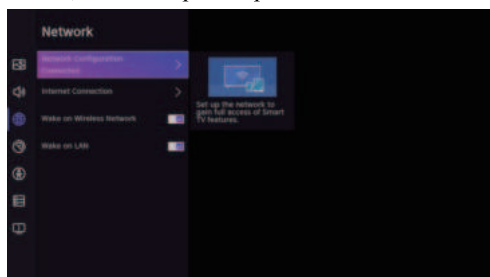 Network
Network Configuration
Connected
Internet Connection
Wake on Wireless Network
Wake on LAN
Set up the network to
gain full access of Smart
TV features.